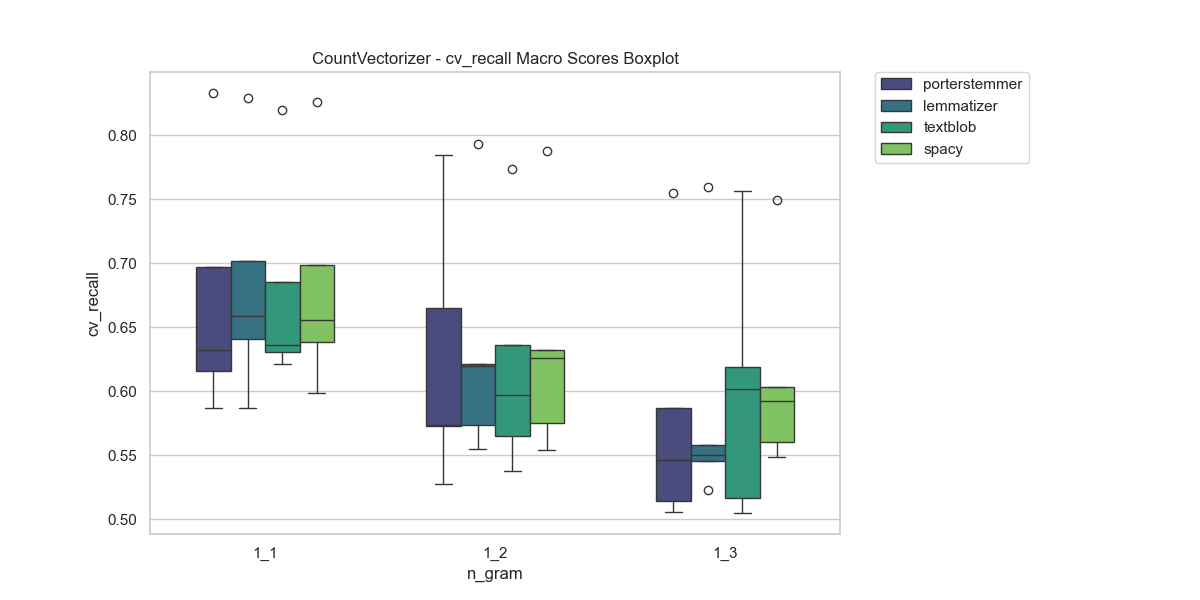 CountVectorizer - cv_recall Macro Scores Boxplot
porterstemmer
lemmatizer
textblob
spacy
cv_recall
0.80
0.75
0.70
0.65
0.60
0.55
0.50
1_1
1_2
1_3
n_gram